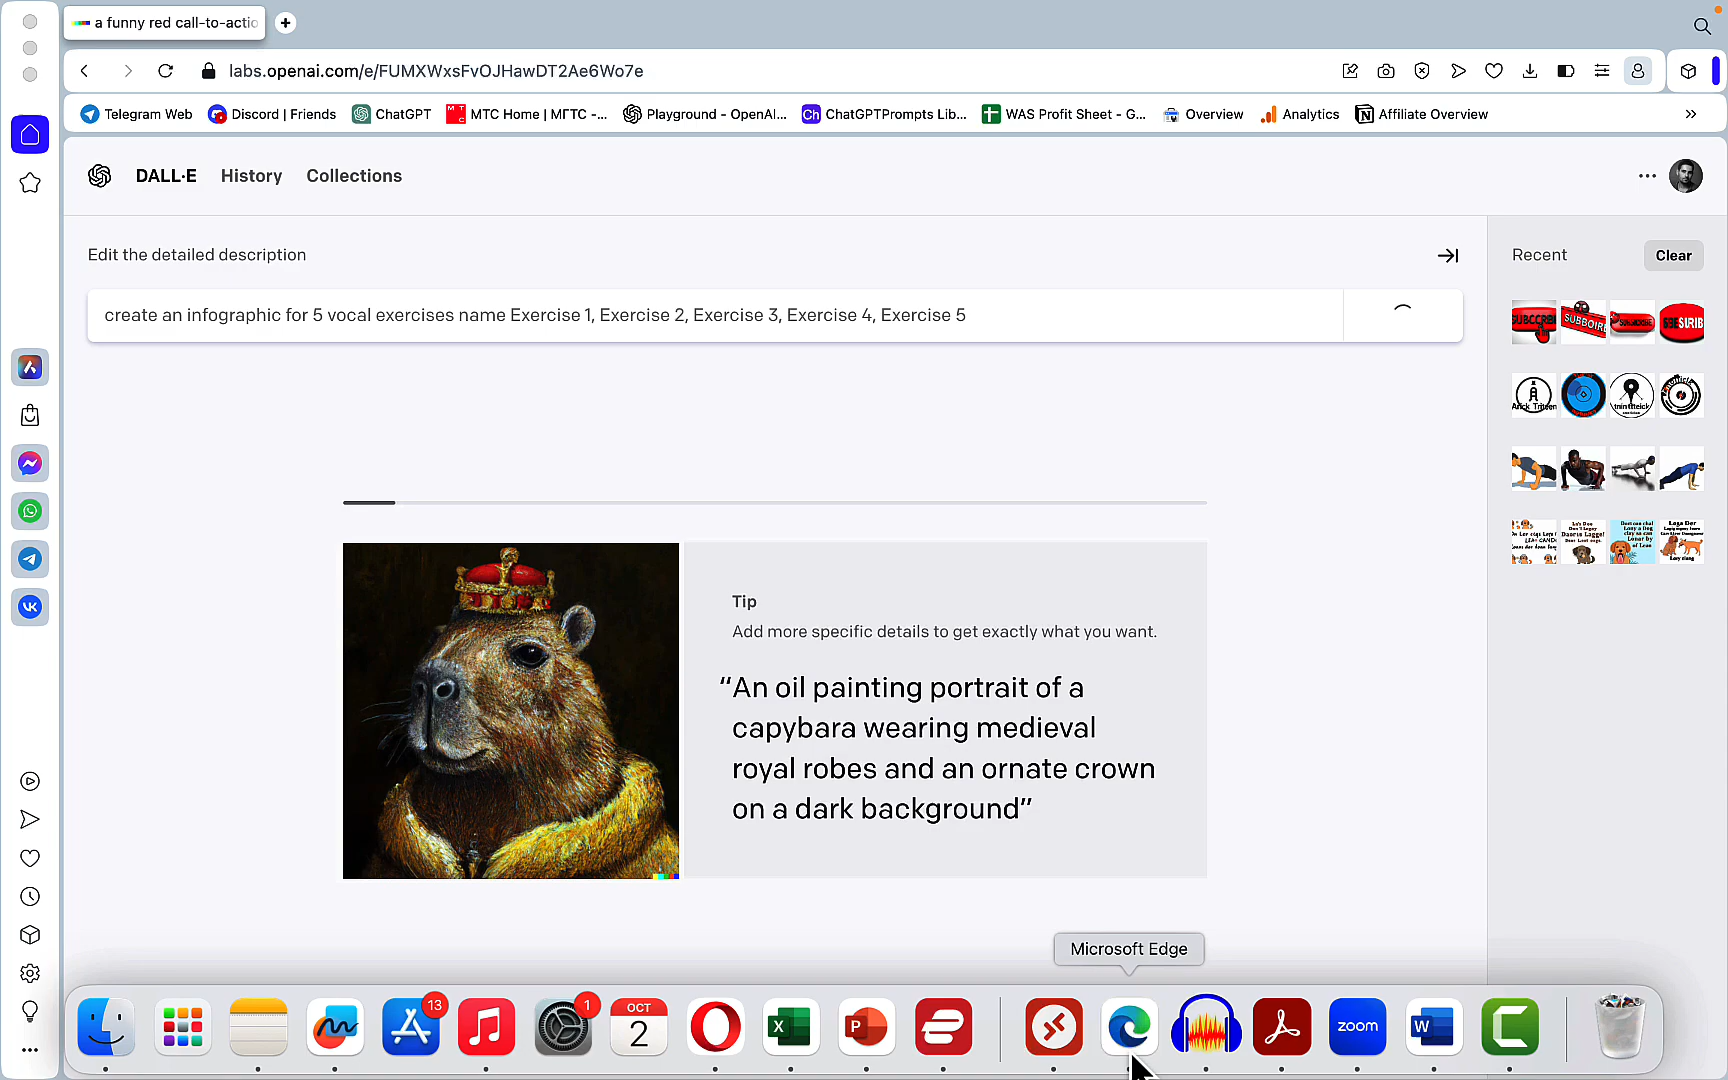 a funny red call-to-actio
labs.openai.com/e/FUMXWxsFvOJHawDT2Ae6Wo7e
Telegram Web
Discord | Friends
ChatGPT
МТС Home | МГТС -...
Playground - OpenAI...
Ch
ChatGPTPrompts Lib...
WAS Profit Sheet - G...
Overview
Analytics
Affiliate Overview
DALL·E
History
Collections
Edit the detailed description
Recent
Clear
create an infographic for 5 vocal exercises name Exercise 1, Exercise 2, Exercise 3, Exercise 4, Exercise 5
Tip
Add more specific details to get exactly what you want.
“An oil painting portrait of a
capybara wearing medieval
royal robes and an ornate crown
on a dark background”
Microsoft Edge
13
1
OCT
2
X
P
zoom
W